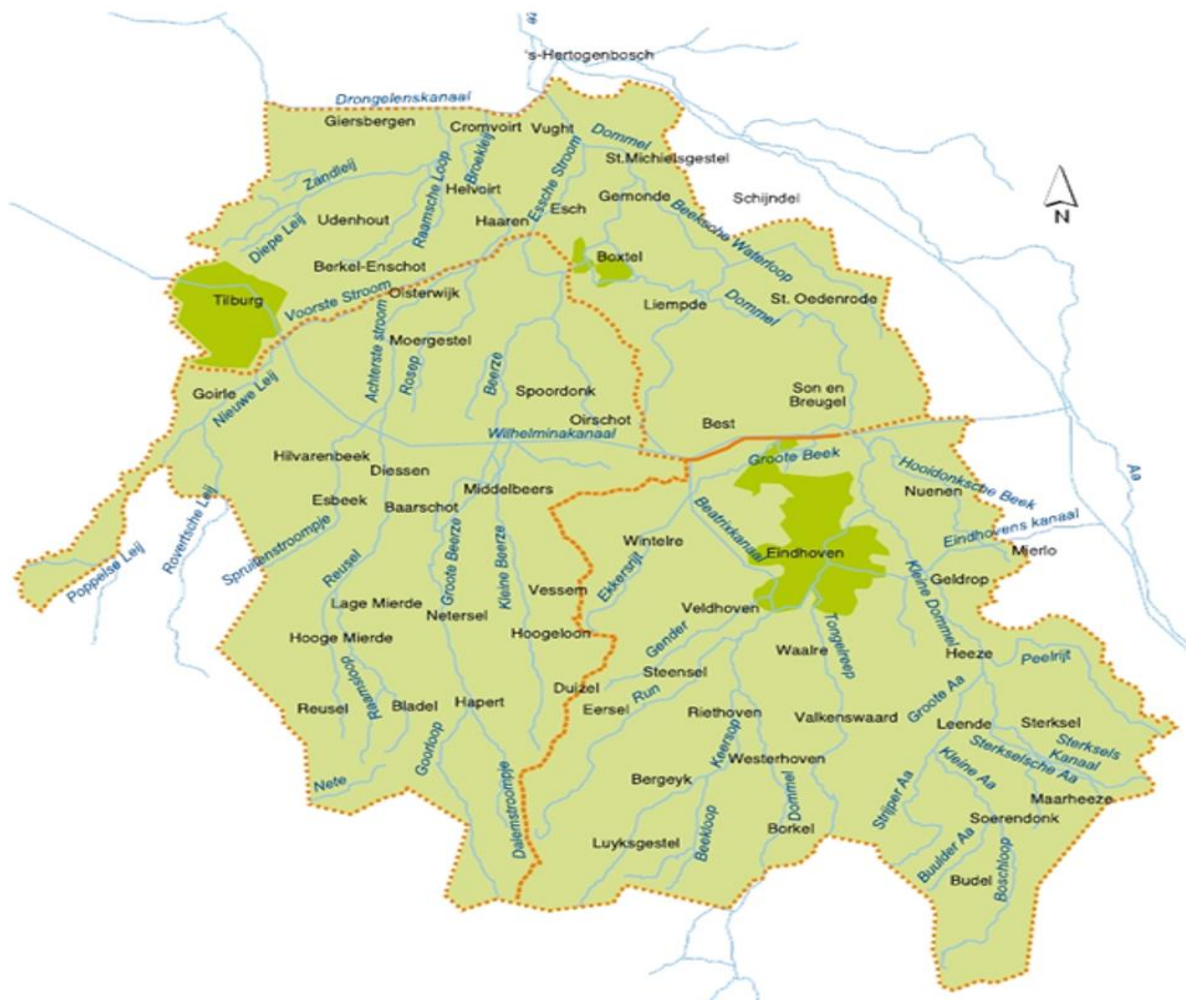 's-Hertogenbosch
Drongelenskanaal
Giersbergen
Cromvoirt
Vught
Dommel
St.Michielsgestel
Zandleij
Raamsche Loop
Broekleij
Helvoirt
Essche Stroom
Esch
Gemonde
Schijndel
N
Udenhout
Haaren
Beeksche Waterloop
Diepe Leij
Berkel-Enschot
Boxtel
Tilburg
Voorste Stroom
Oisterwijk
Liempde
Dommel
St. Oedenrode
Achterste stroom
Moergestel
Rosep
Beerze
Goirle
Nieuwe Leij
Spoordonk
Oirschot
Son en
Breugel
Best
Wilhelminakanaal
Hilvarenbeek
Diessen
Groote Beek
Hooidonksche Beek
Aa
Esbeek
Baarschot
Middelbeers
Nuenen
Rovertsche Leij
Poppelse Leij
Spruitenstroompje
Reusel
Groote Beerze
Kleine Beerze
Wintelre
Beatrixkanaal
Eindhoven
Eindhovens kanaal
Mierlo
Ekkersrijt
Kleine Dommel
Geldrop
Vessem
Lage Mierde
Netersel
Veldhoven
Hooge Mierde
Hoogeloon
Gender
Tongelreep
Waalre
Heeze
Peelrijt
Steensel
Raamsloop
Reusel
Bladel
Hapert
Duizel
Eersel
Run
Riethoven
Valkenswaard
Groote Aa
Leende
Sterksel
Sterksels
Kanaal
Sterkselsche Aa
Goorloop
Nete
Keersop
Westerhoven
Kleine Aa
Bergeyk
Dommel
Strijper Aa
Maarheeze
Dalemstroompje
Luyksgestel
Beekloop
Borkel
Soerendonk
Buulder Aa
Budel
Boschloop